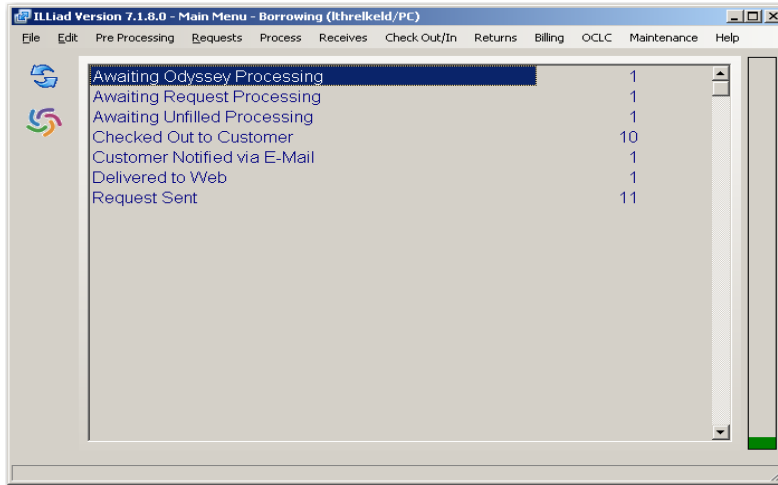 ILLiad Version 7.1.8.0 - Main Menu - Borrowing (lthrelkeld/PC)
File Edit Pre Processing Requests Process Receives Check Out/In Returns Billing OCLC Maintenance Help
Awaiting Odyssey Processing 1
Awaiting Request Processing 1
Awaiting Unfilled Processing 1
Checked Out to Customer 10
Customer Notified via E-Mail 1
Delivered to Web 1
Request Sent 11